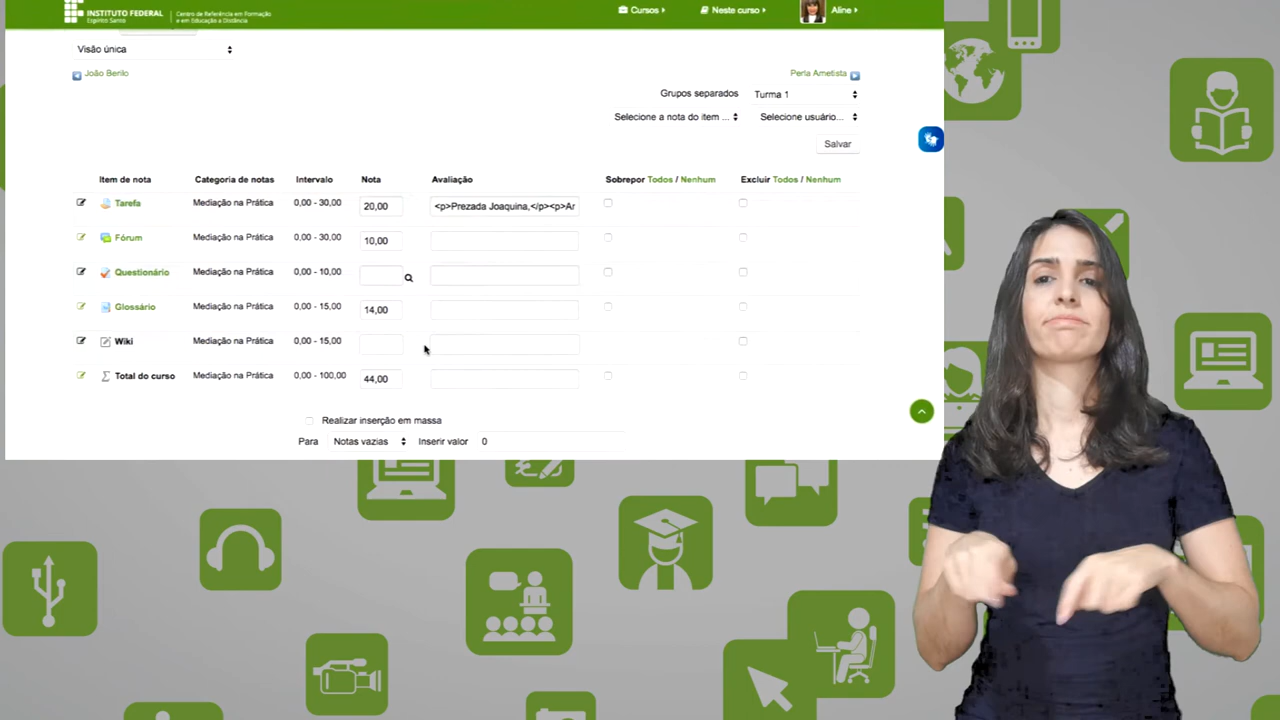 INSTITUTO FEDERAL
Espírito Santo
Centro de Referência em Formação
e em Educação a Distância
Cursos
Neste curso
Aline
Visão única
João Berilo
Perla Ametista
Grupos separados
Turma 1
Selecione a nota do item ...
Selecione usuário...
Salvar
Item de nota Categoria de notas Intervalo Nota Avaliação Sobrepor Todos / Nenhum Excluir Todos / Nenhum
Tarefa Mediação na Prática 0,00 - 30,00 20,00 <p>Prezada Joaquina,</p><p>Ar
Fórum Mediação na Prática 0,00 - 30,00 10,00
Questionário Mediação na Prática 0,00 - 10,00
Glossário Mediação na Prática 0,00 - 15,00 14,00
Wiki Mediação na Prática 0,00 - 15,00
Total do curso Mediação na Prática 0,00 - 100,00 44,00
Realizar inserção em massa
Para Notas vazias Inserir valor 0